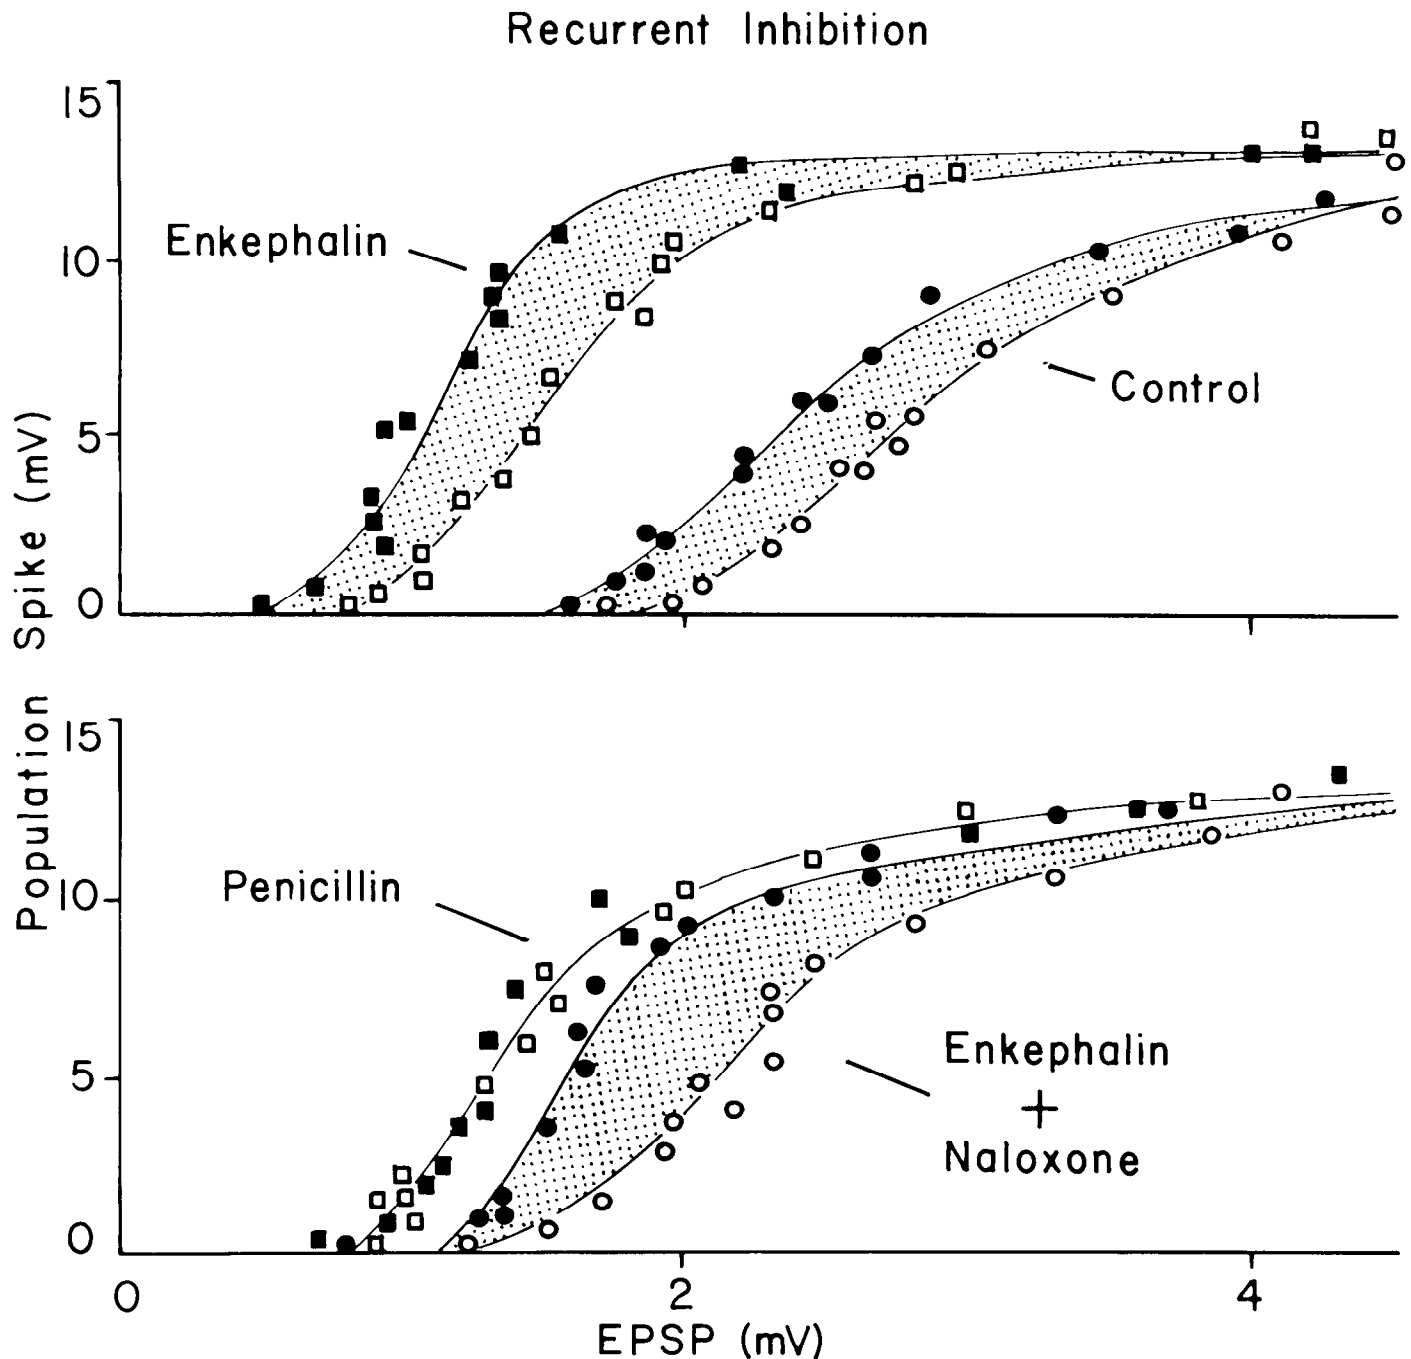 Recurrent Inhibition
15
Enkephalin
10
Control
5
0
Population Spike (mV)
15
Penicillin
10
Enkephalin
+
Naloxone
5
0
0 2 4
EPSP (mV)